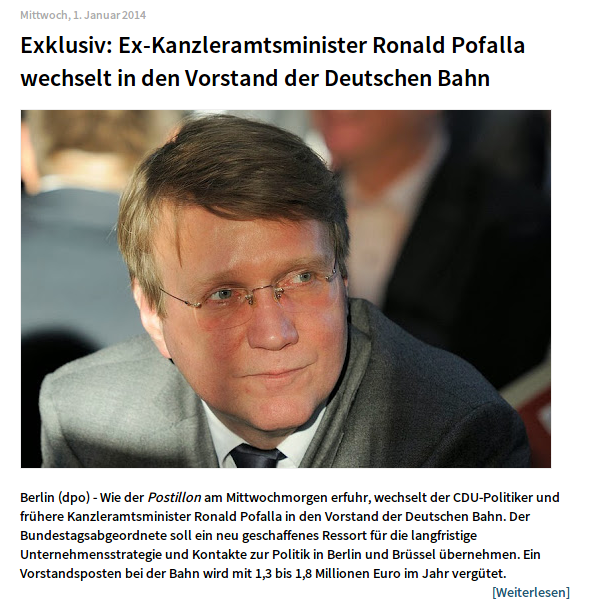 Mittwoch, 1. Januar 2014
Exklusiv: Ex-Kanzleramtsminister Ronald Pofalla
wechselt in den Vorstand der Deutschen Bahn
Berlin (dpo) - Wie der Postillon am Mittwochmorgen erfuhr, wechselt der CDU-Politiker und
frühere Kanzleramtsminister Ronald Pofalla in den Vorstand der Deutschen Bahn. Der
Bundestagsabgeordnete soll ein neu geschaffenes Ressort für die langfristige
Unternehmensstrategie und Kontakte zur Politik in Berlin und Brüssel übernehmen. Ein
Vorstandsposten bei der Bahn wird mit 1,3 bis 1,8 Millionen Euro im Jahr vergütet.
[Weiterlesen]